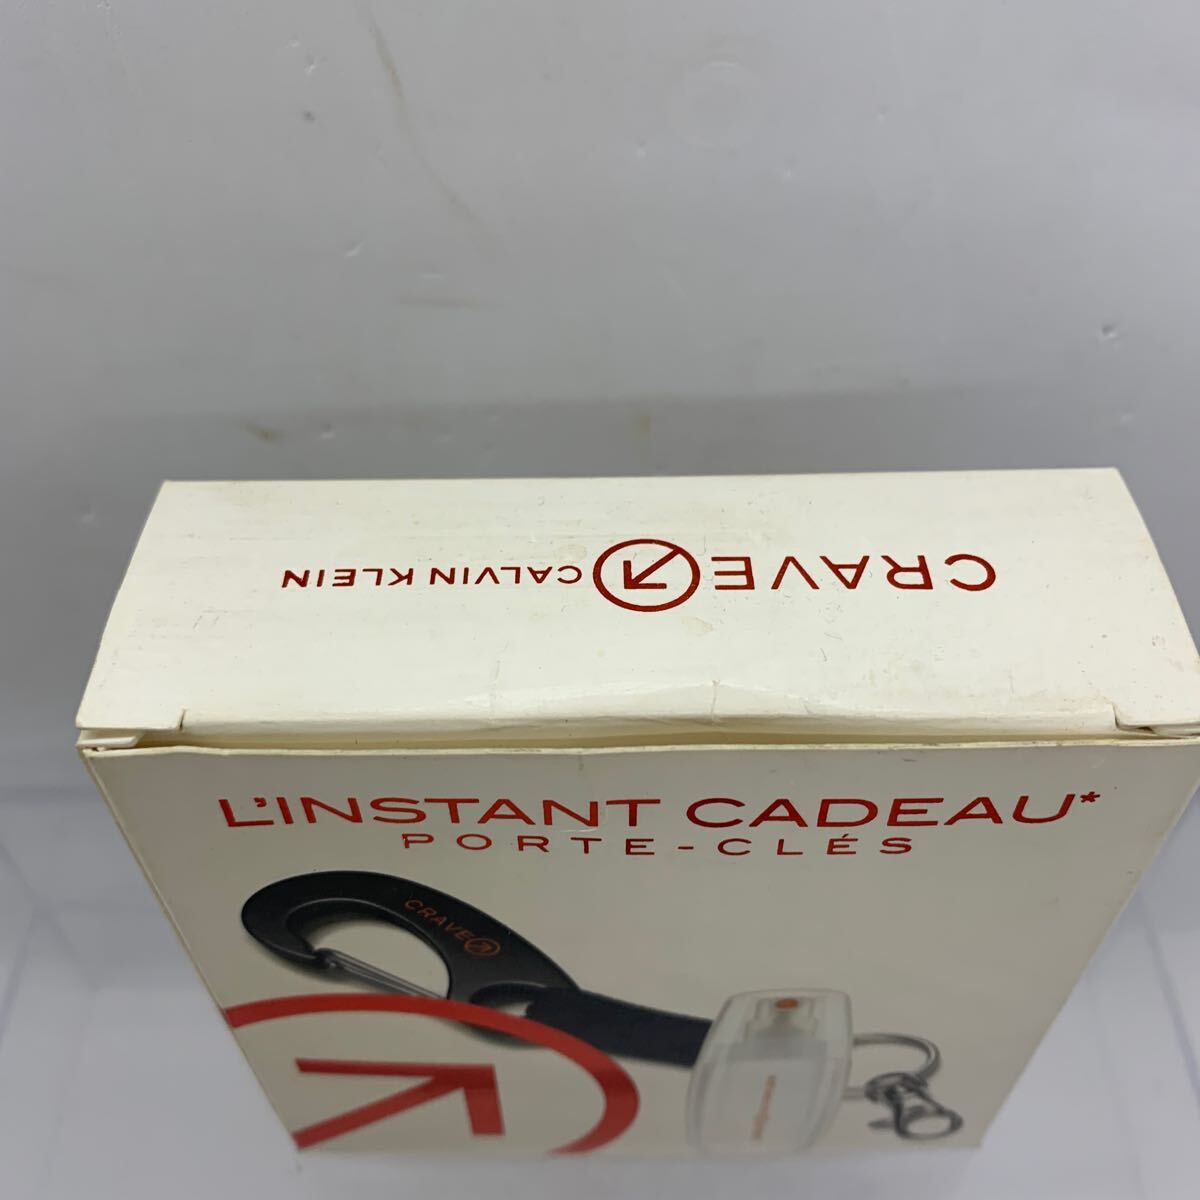 CRAVE CALVIN KLEIN
L'INSTANT CADEAU*
PORTE-CLÉS
CRAVE